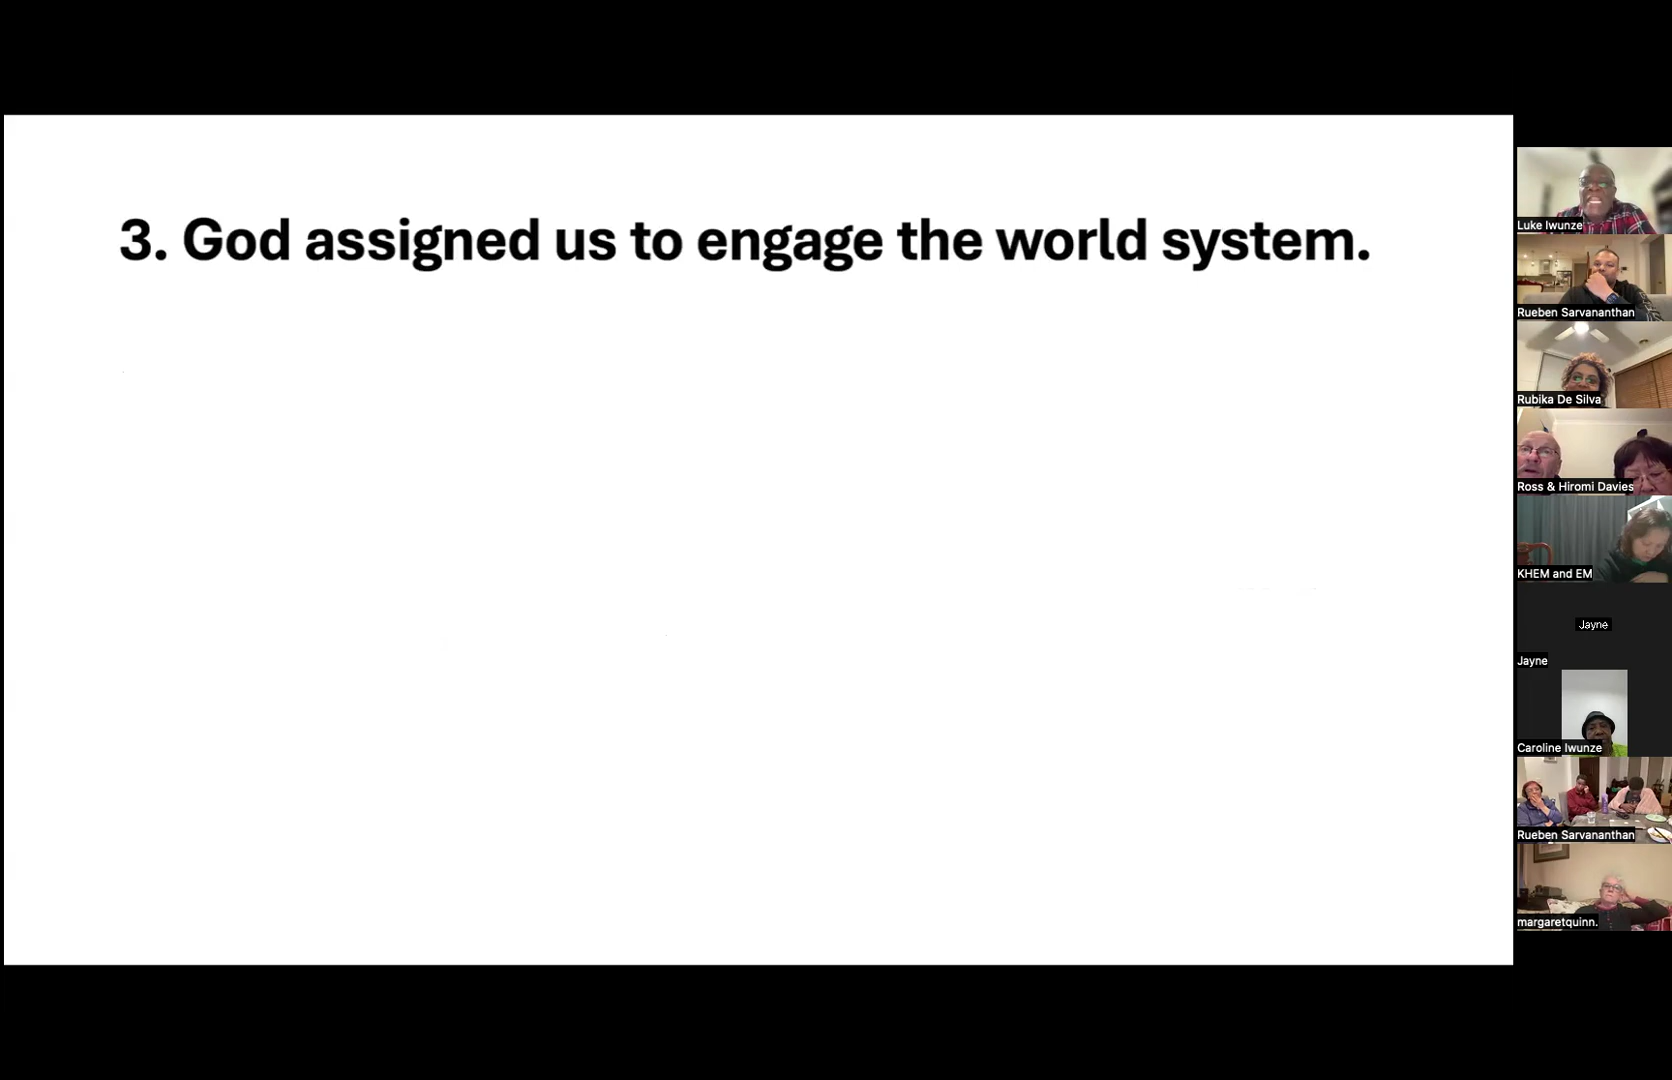 3. God assigned us to engage the world system.
Luke Iwunze
Rueben Sarvananthan
Rubika De Silva
Ross & Hiromi Davies
KHEM and EM
Jayne
Jayne
Caroline Iwunze
Rueben Sarvananthan
margaretquinn.